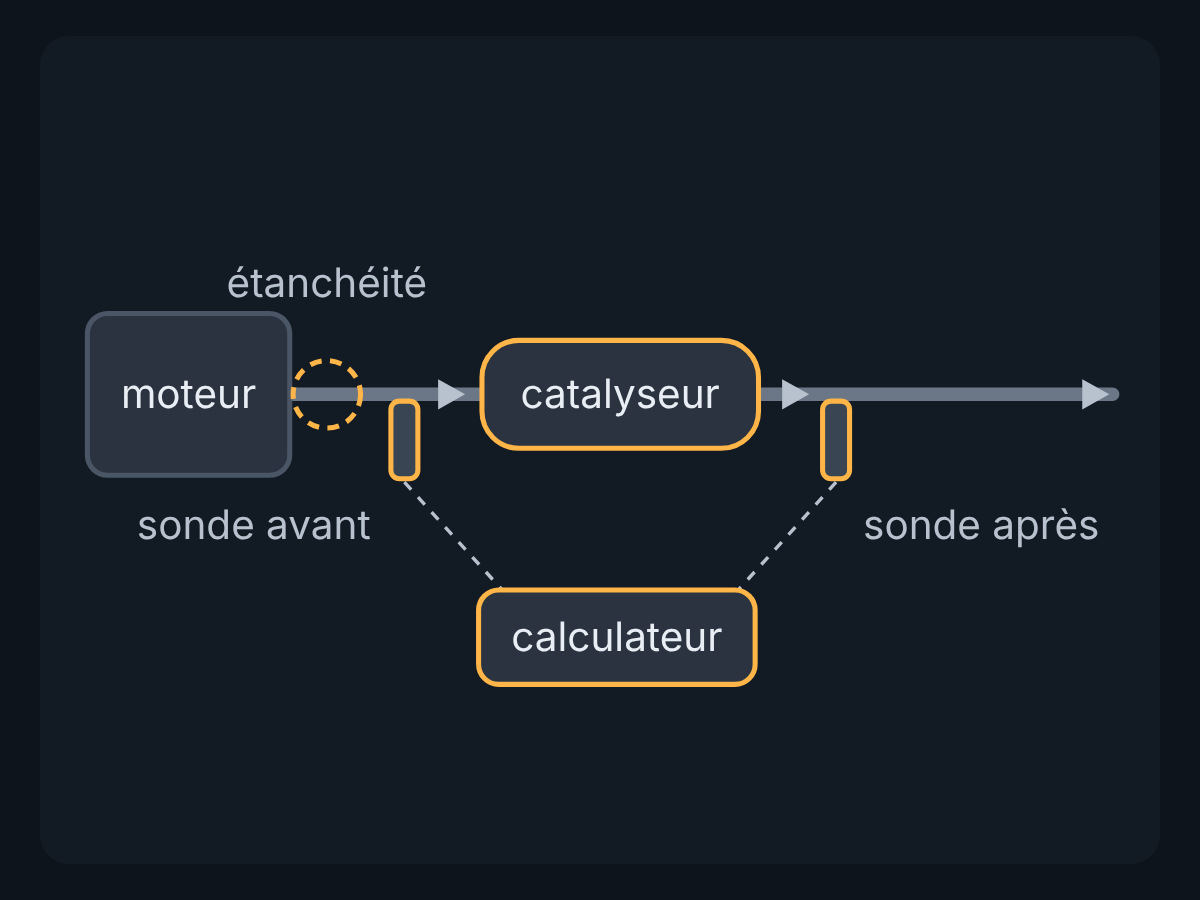 étanchéité
moteur
catalyseur
sonde avant
sonde après
calculateur